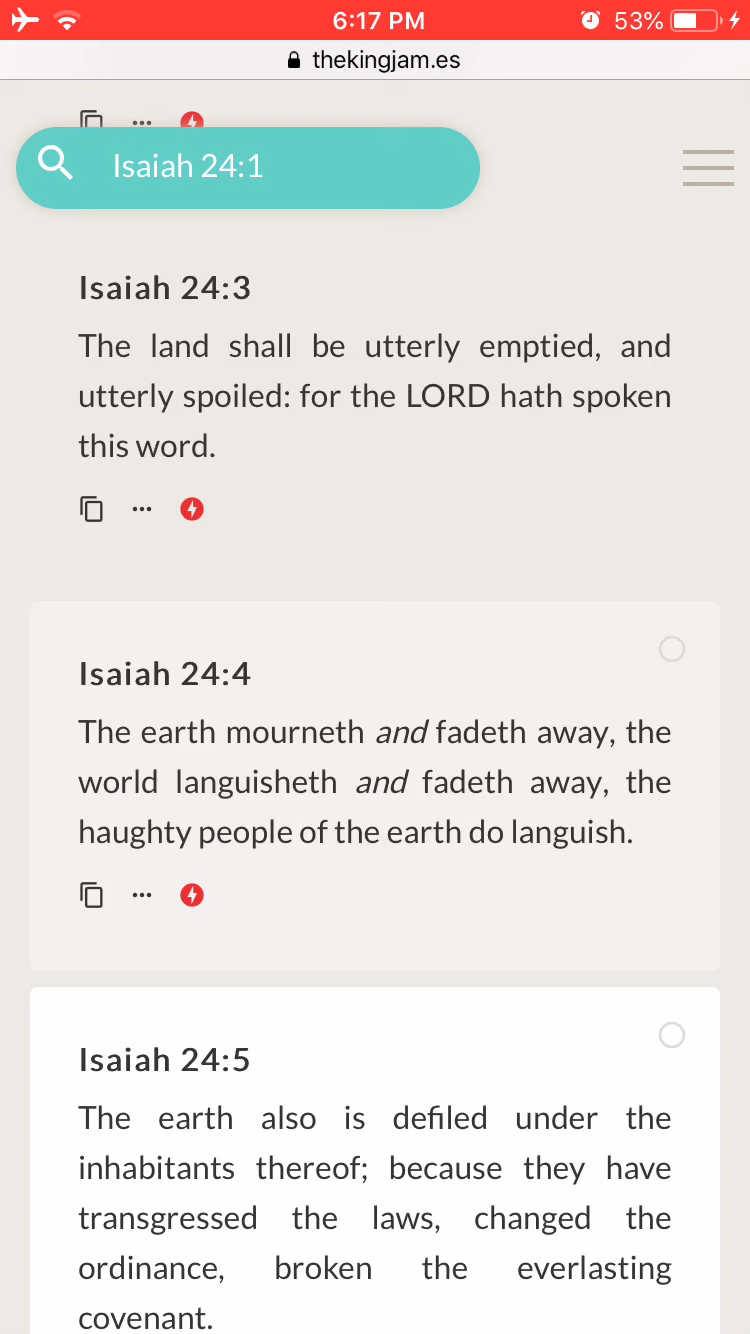 6:17 PM
53%
thekingjam.es
Isaiah 24:1
Isaiah 24:3
The land shall be utterly emptied, and
utterly spoiled: for the LORD hath spoken
this word.
Isaiah 24:4
The earth mourneth and fadeth away, the
world languisheth and fadeth away, the
haughty people of the earth do languish.
Isaiah 24:5
The earth also is defiled under the
inhabitants thereof; because they have
transgressed the laws, changed the
ordinance, broken the everlasting
covenant.